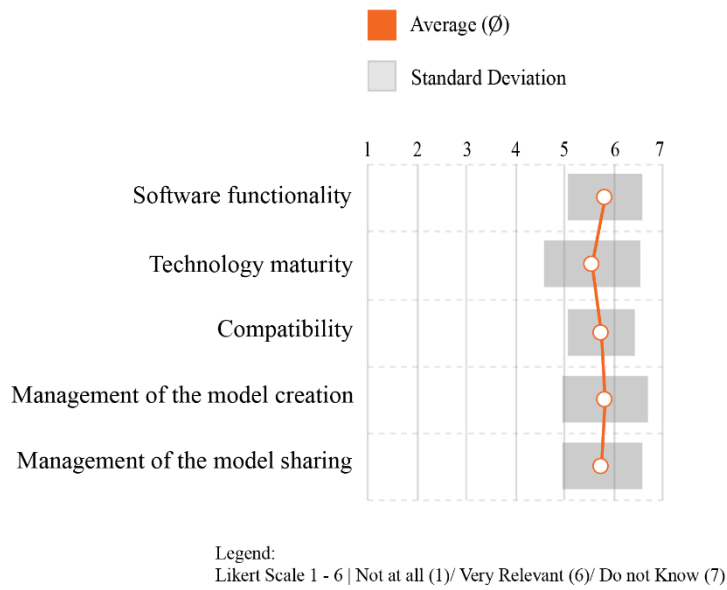 Average (Ø)
Standard Deviation
1 2 3 4 5 6 7
Software functionality
Technology maturity
Compatibility
Management of the model creation
Management of the model sharing
Legend:
Likert Scale 1 - 6 | Not at all (1)/ Very Relevant (6)/ Do not Know (7)